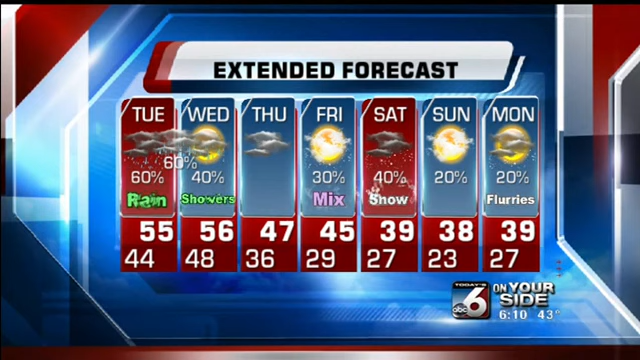 EXTENDED FORECAST
TUE WED THU FRI SAT SUN MON
60%
60% 40% 30% 40% 20% 20%
Rain Showers Mix Snow Flurries
55 56 47 45 39 38 39
44 48 36 29 27 23 27
TODAY'S 6 abc ON YOUR SIDE
6:10 43°